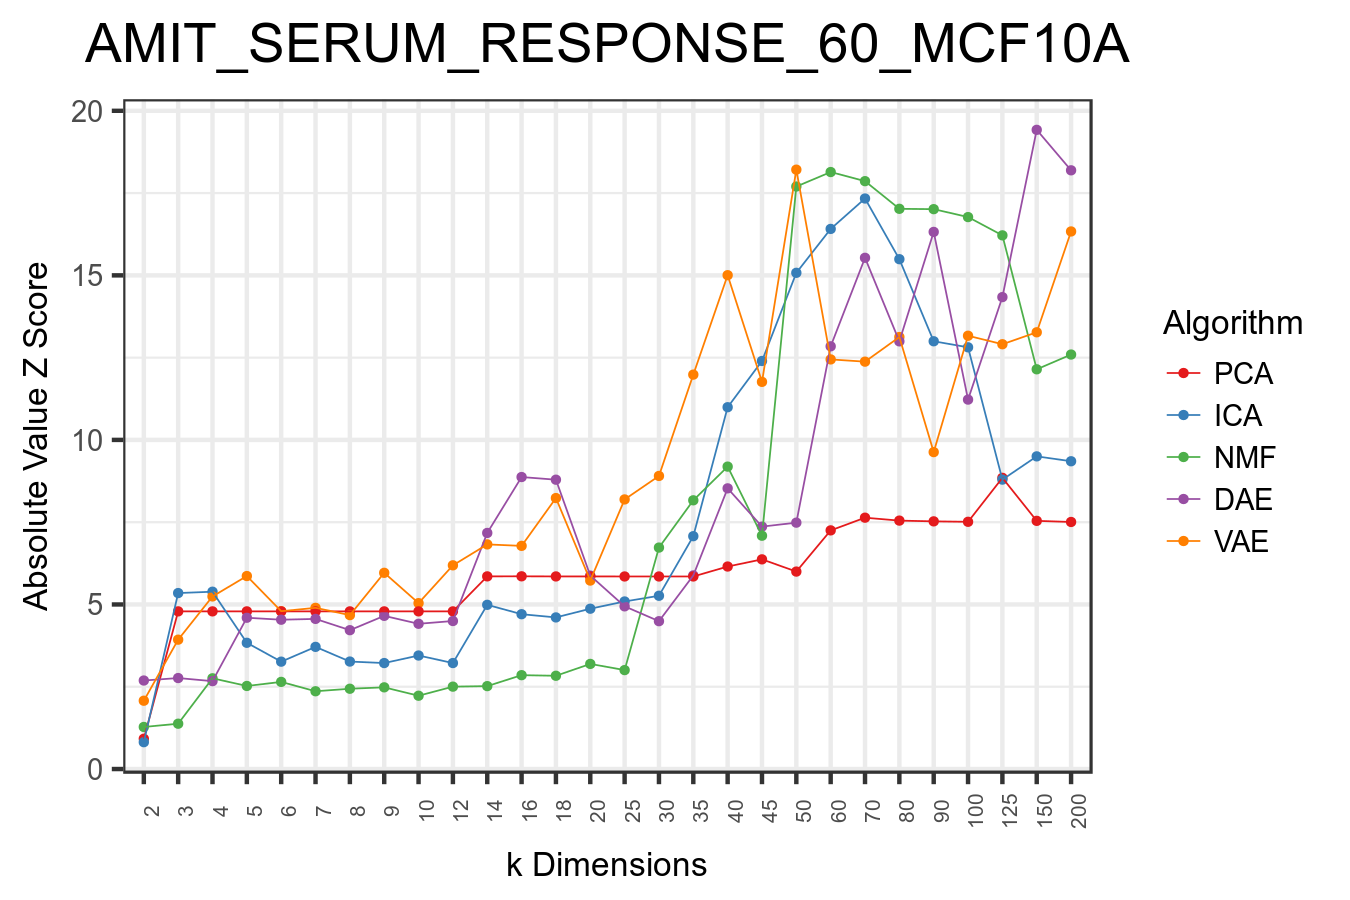 AMIT_SERUM_RESPONSE_60_MCF10A
Absolute Value Z Score
20
15
10
5
0
2 3 4 5 6 7 8 9 10 12 14 16 18 20 25 30 35 40 45 50 60 70 80 90 100 125 150 200
k Dimensions
Algorithm
PCA
ICA
NMF
DAE
VAE